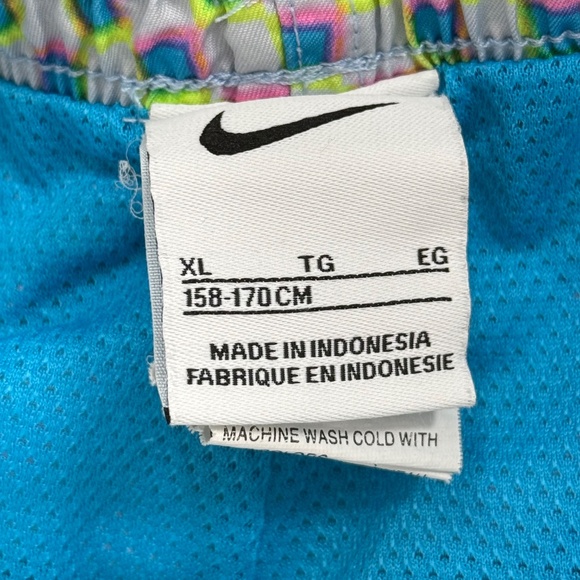 XL TG EG
158-170CM
MADE IN INDONESIA
FABRIQUE EN INDONESIE
MACHINE WASH COLD WITH